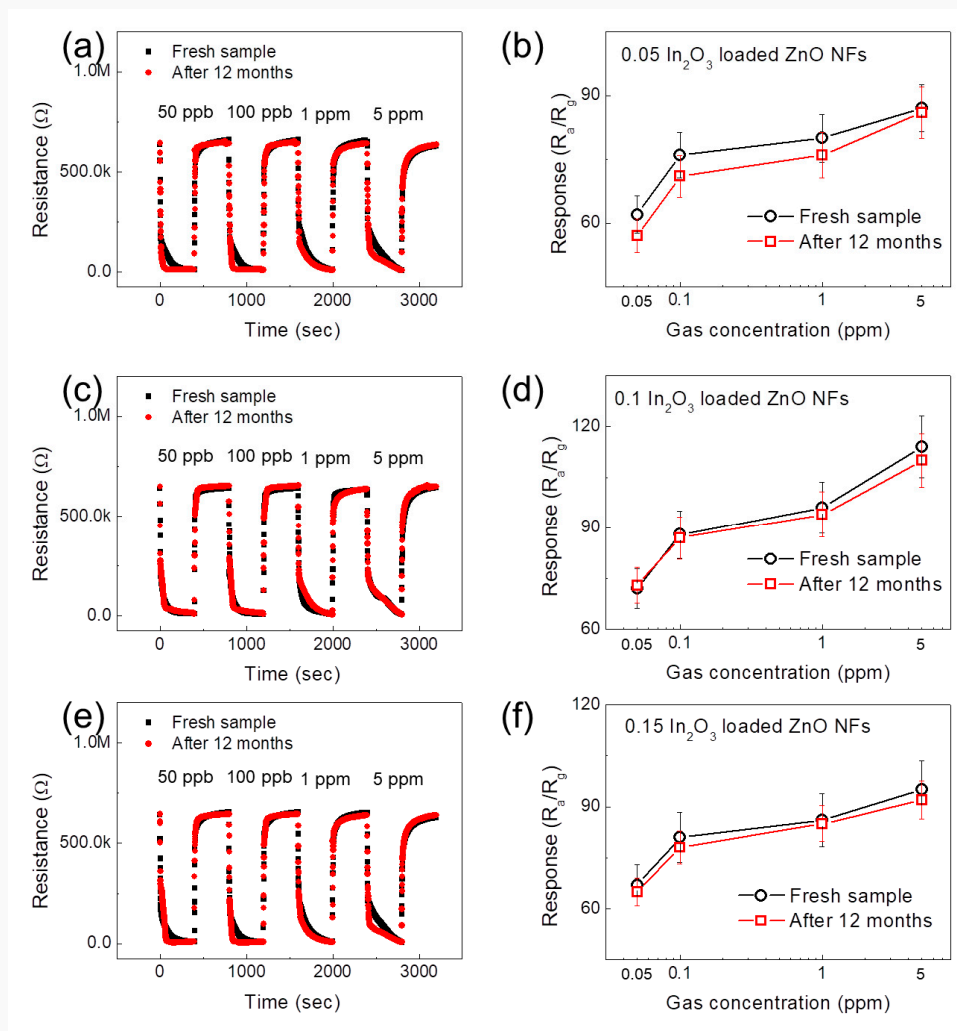 (a)
Fresh sample
After 12 months
50 ppb 100 ppb 1 ppm 5 ppm
1.0M
500.0k
0.0
Resistance (Ω)
0 1000 2000 3000
Time (sec)
(b)
0.05 In₂O₃ loaded ZnO NFs
90
60
Response (Rₐ/R_g)
Fresh sample
After 12 months
0.05 0.1 1 5
Gas concentration (ppm)
(c)
Fresh sample
After 12 months
50 ppb 100 ppb 1 ppm 5 ppm
1.0M
500.0k
0.0
Resistance (Ω)
0 1000 2000 3000
Time (sec)
(d)
0.1 In₂O₃ loaded ZnO NFs
120
90
60
Response (Rₐ/R_g)
Fresh sample
After 12 months
0.05 0.1 1 5
Gas concentration (ppm)
(e)
Fresh sample
After 12 months
50 ppb 100 ppb 1 ppm 5 ppm
1.0M
500.0k
0.0
Resistance (Ω)
0 1000 2000 3000
Time (sec)
(f)
0.15 In₂O₃ loaded ZnO NFs
120
90
60
Response (Rₐ/R_g)
Fresh sample
After 12 months
0.05 0.1 1 5
Gas concentration (ppm)